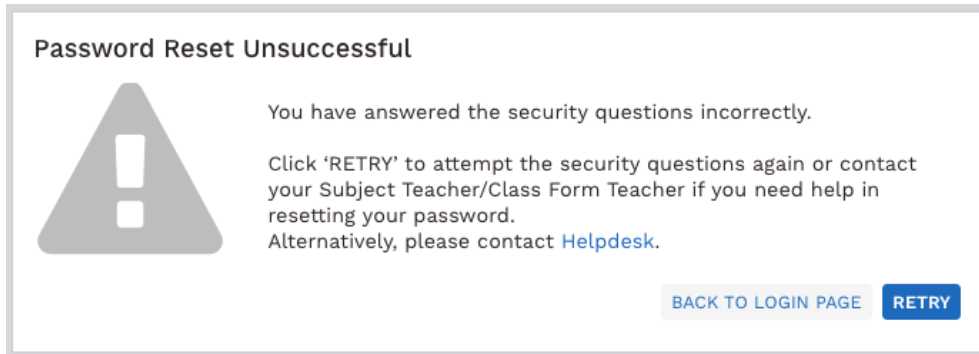 Password Reset Unsuccessful
You have answered the security questions incorrectly.
Click ‘RETRY’ to attempt the security questions again or contact
your Subject Teacher/Class Form Teacher if you need help in
resetting your password.
Alternatively, please contact Helpdesk.
BACK TO LOGIN PAGE RETRY